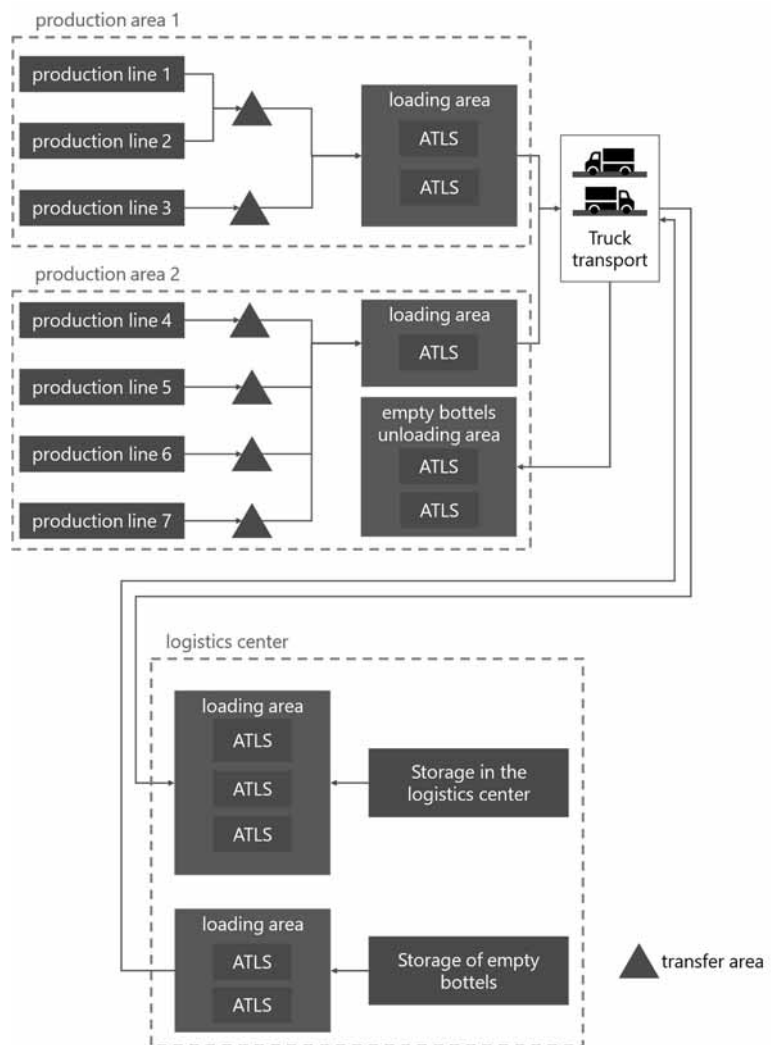 production area 1
production line 1
production line 2
production line 3
loading area
ATLS
ATLS
Truck
transport
production area 2
production line 4
production line 5
production line 6
production line 7
loading area
ATLS
empty bottels
unloading area
ATLS
ATLS
logistics center
loading area
ATLS
ATLS
ATLS
Storage in the
logistics center
loading area
ATLS
ATLS
Storage of empty
bottels
transfer area